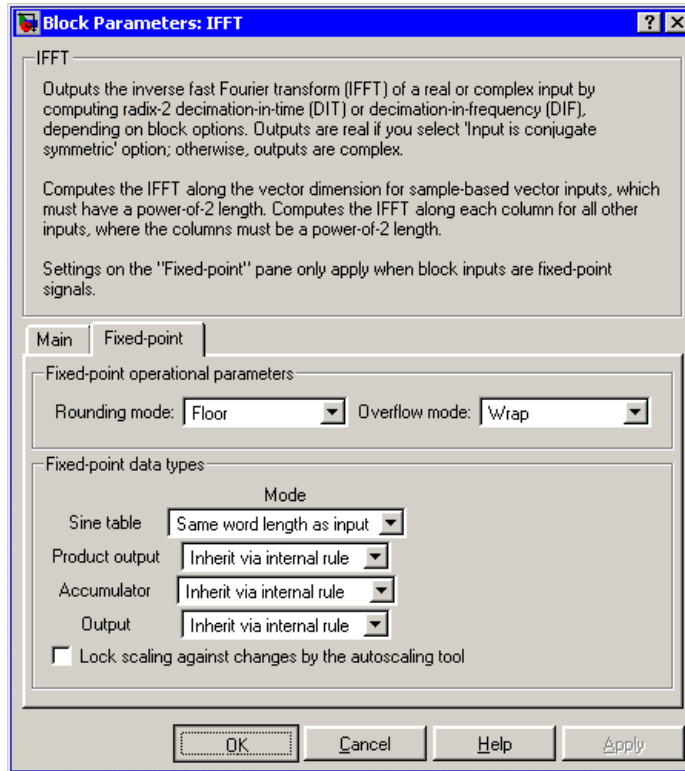 Block Parameters: IFFT
IFFT
Outputs the inverse fast Fourier transform (IFFT) of a real or complex input by
computing radix-2 decimation-in-time (DIT) or decimation-in-frequency (DIF),
depending on block options. Outputs are real if you select 'Input is conjugate
symmetric' option; otherwise, outputs are complex.
Computes the IFFT along the vector dimension for sample-based vector inputs, which
must have a power-of-2 length. Computes the IFFT along each column for all other
inputs, where the columns must be a power-of-2 length.
Settings on the "Fixed-point" pane only apply when block inputs are fixed-point
signals.
Main Fixed-point
Fixed-point operational parameters
Rounding mode: Floor Overflow mode: Wrap
Fixed-point data types
Mode
Sine table Same word length as input
Product output Inherit via internal rule
Accumulator Inherit via internal rule
Output Inherit via internal rule
Lock scaling against changes by the autoscaling tool
OK Cancel Help Apply